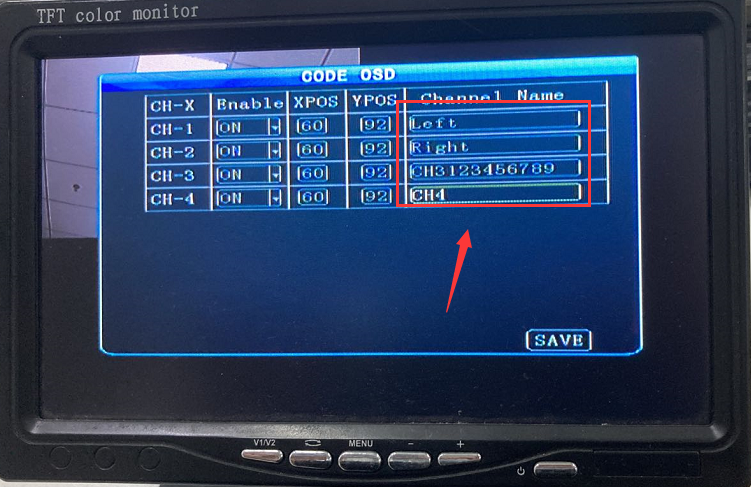 TFT color monitor
CODE OSD
CH-X Enable XPOS YPOS Channel Name
CH-1 ON 60 92 Left
CH-2 ON 60 92 Right
CH-3 ON 60 92 CH3123456789
CH-4 ON 60 92 CH4
SAVE
V1/V2 MENU - +